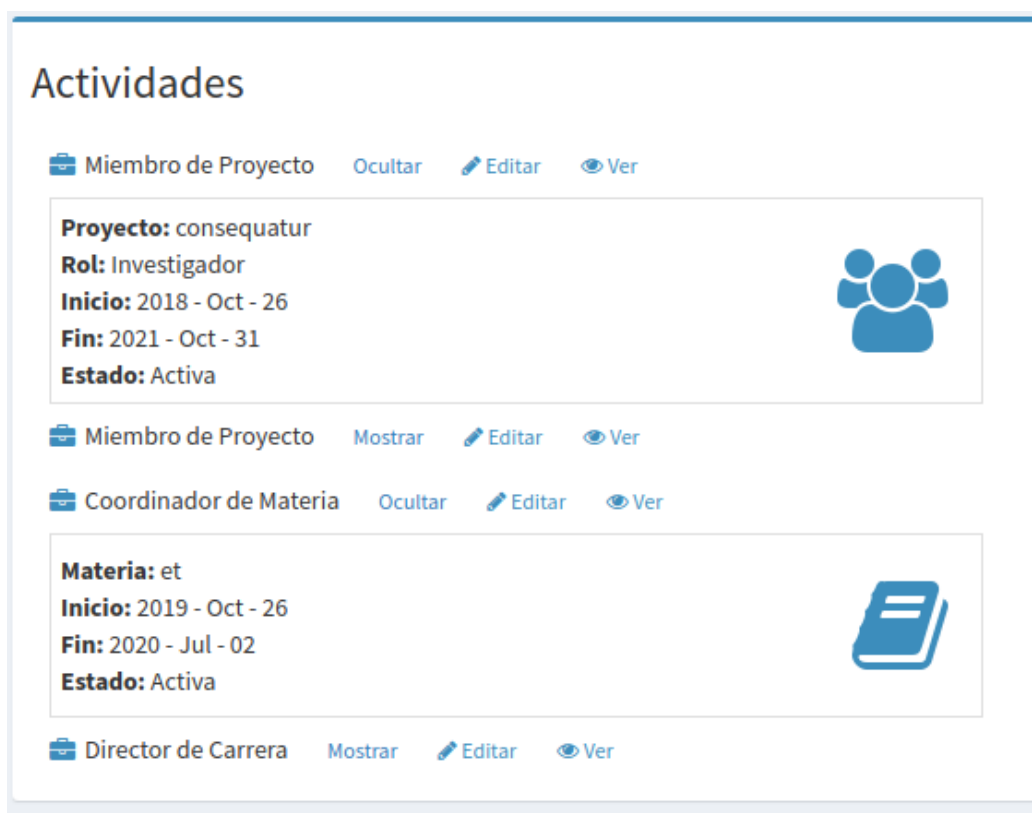 Actividades
Miembro de Proyecto Ocultar Editar Ver
Proyecto: consequatur
Rol: Investigador
Inicio: 2018 - Oct - 26
Fin: 2021 - Oct - 31
Estado: Activa
Miembro de Proyecto Mostrar Editar Ver
Coordinador de Materia Ocultar Editar Ver
Materia: et
Inicio: 2019 - Oct - 26
Fin: 2020 - Jul - 02
Estado: Activa
Director de Carrera Mostrar Editar Ver